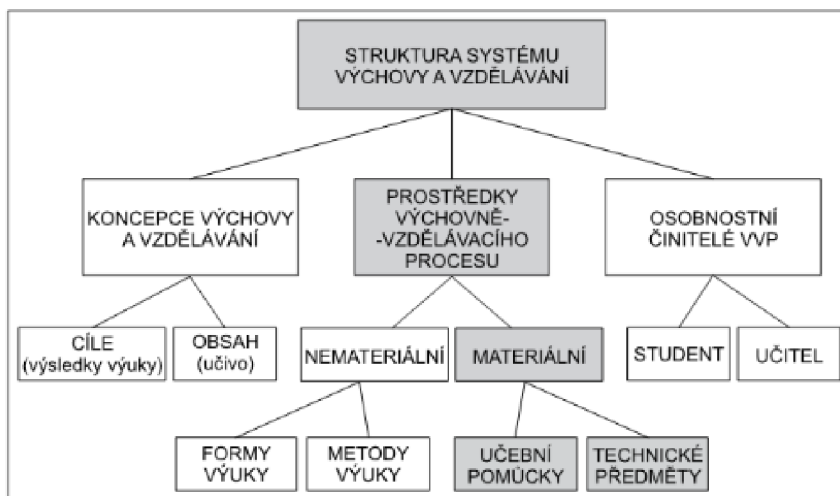 STRUKTURA SYSTÉMU
VÝCHOVY A VZDĚLÁVÁNÍ
KONCEPCE VÝCHOVY
A VZDĚLÁVÁNÍ
PROSTŘEDKY
VÝCHOVNĚ-
-VZDĚLÁVACÍHO
PROCESU
OSOBNOSTNÍ
ČINITELÉ VVP
CÍLE
(výsledky výuky)
OBSAH
(učivo)
NEMATERIÁLNÍ
MATERIÁLNÍ
STUDENT
UČITEL
FORMY
VÝUKY
METODY
VÝUKY
UČEBNÍ
POMŮCKY
TECHNICKÉ
PŘEDMĚTY